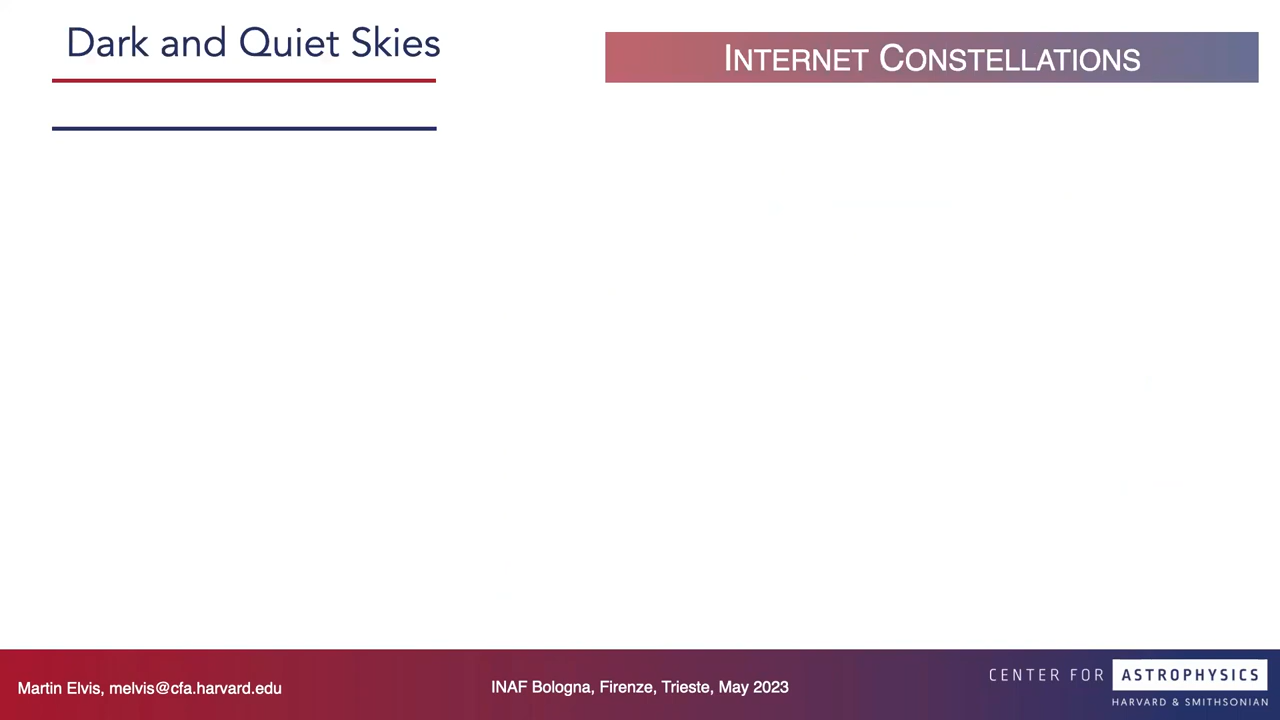 Dark and Quiet Skies
INTERNET CONSTELLATIONS
Martin Elvis, melvis@cfa.harvard.edu
INAF Bologna, Firenze, Trieste, May 2023
CENTER FOR ASTROPHYSICS
HARVARD & SMITHSONIAN